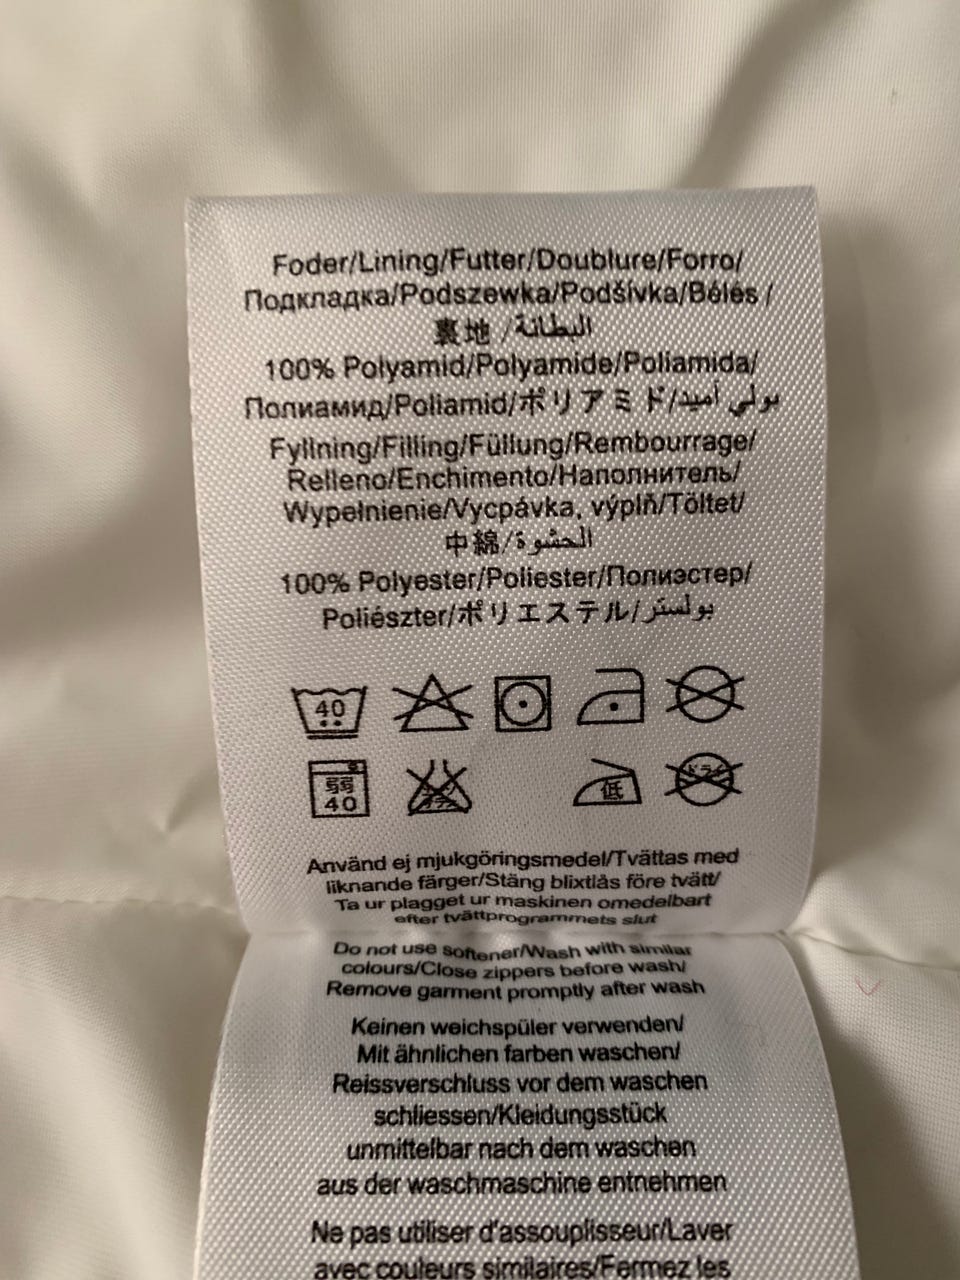 Foder/Lining/Futter/Doublure/Forro/
Подкладка/Podszewka/Podšívka/Bélés /
裏地 /البطانة
100% Polyamid/Polyamide/Poliamida/
Полиамид/Poliamid/ポリアミド/بولي أميد
Fyllning/Filling/Füllung/Rembourrage/
Relleno/Enchimento/Наполнитель/
Wypełnienie/Vycpávka, výplň/Töltet/
中綿/الحشوة
100% Polyester/Poliester/Полиэстер/
Poliészter/ポリエステル/بولستر
40
弱
40
低
ドライ
Använd ej mjukgöringsmedel/Tvättas med
liknande färger/Stäng blixtlås före tvätt/
Ta ur plagget ur maskinen omedelbart
efter tvättprogrammets slut
Do not use softener/Wash with similar
colours/Close zippers before wash/
Remove garment promptly after wash
Keinen weichspüler verwenden/
Mit ähnlichen farben waschen/
Reissverschluss vor dem waschen
schliessen/Kleidungsstück
unmittelbar nach dem waschen
aus der waschmaschine entnehmen
Ne pas utiliser d'assouplisseur/Laver
avec couleurs similaires/Fermez les